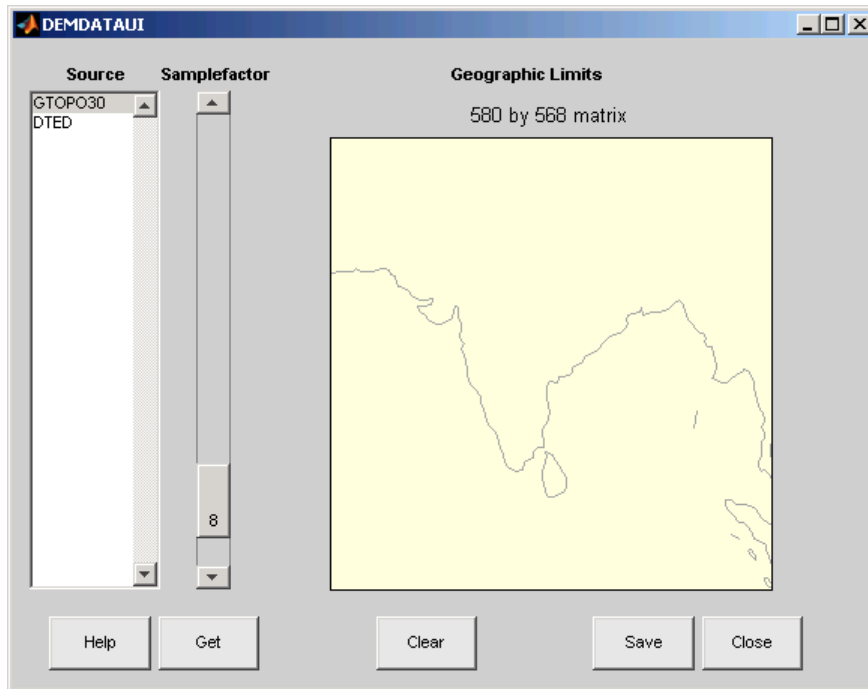 DEMDATAUI
Source Samplefactor Geographic Limits
580 by 568 matrix
GTOPO30
DTED
8
Help Get Clear Save Close